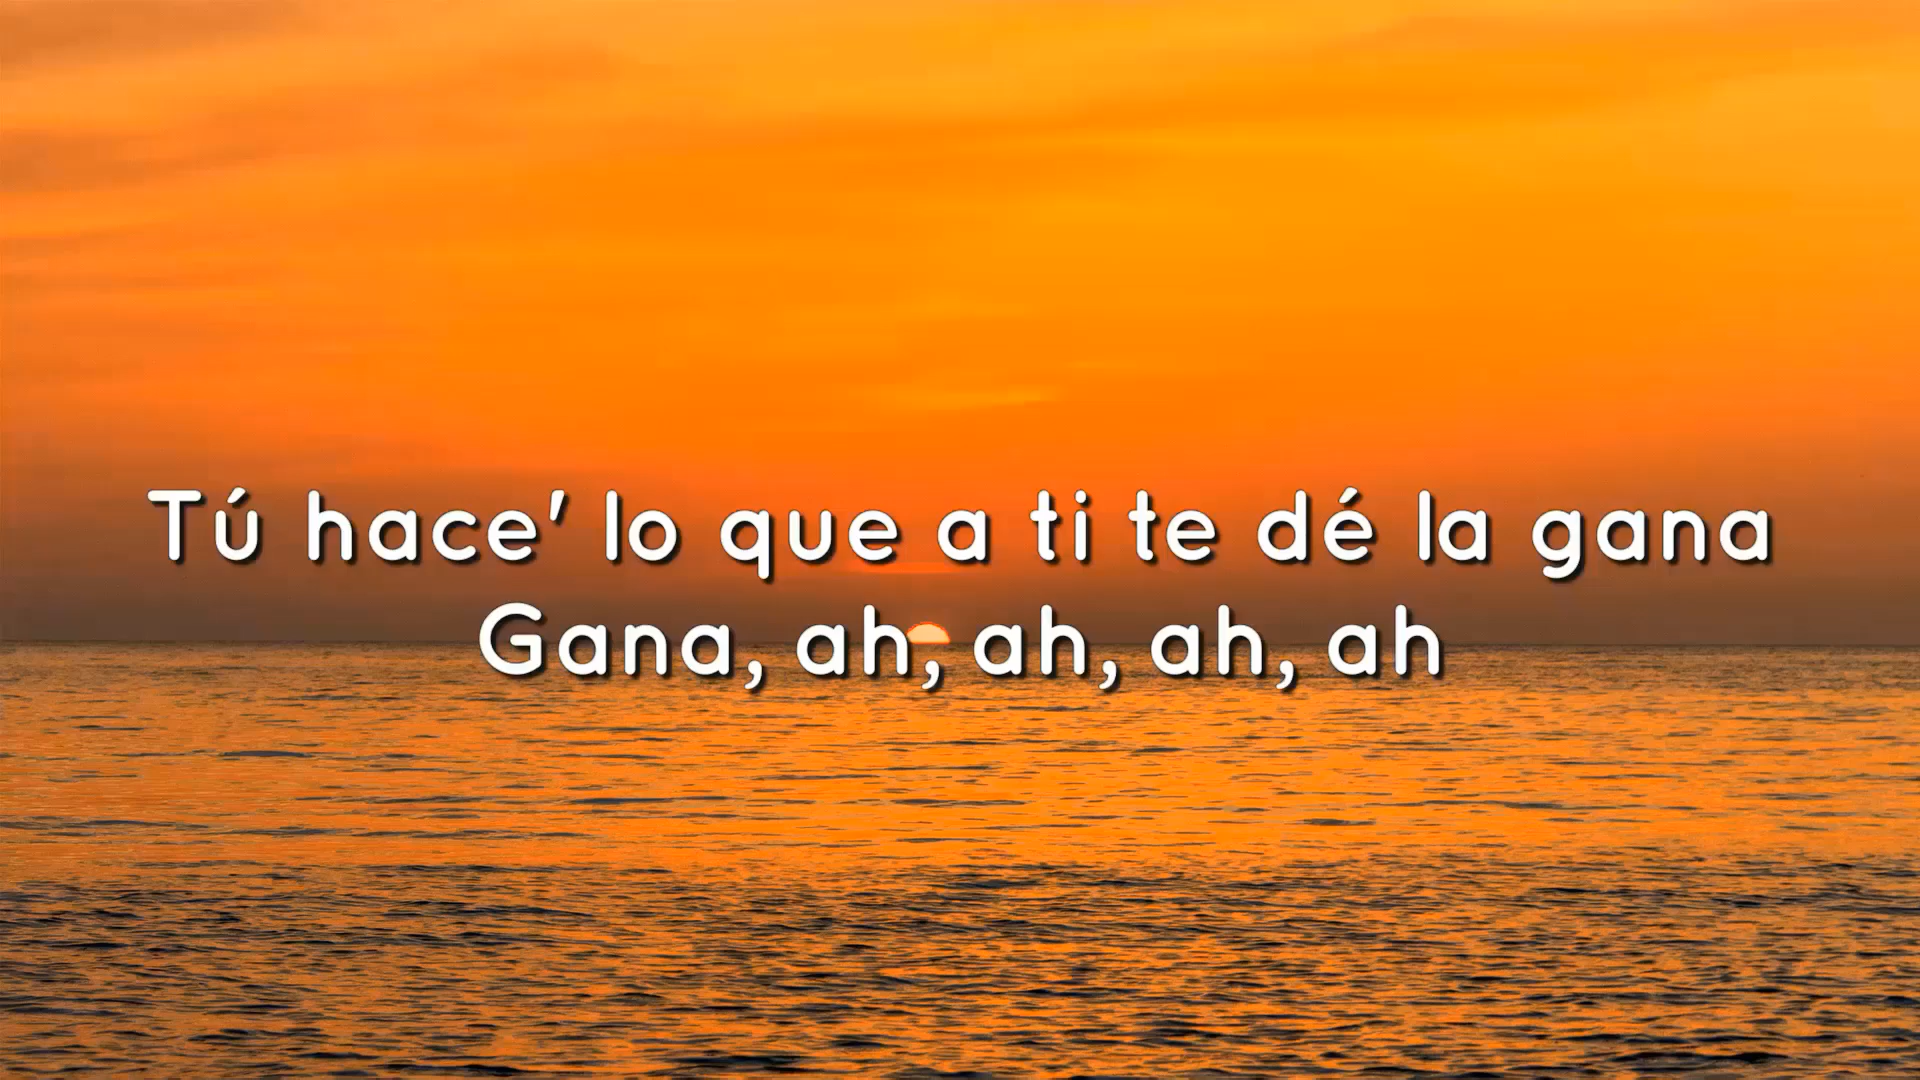 Tú hace' lo que a ti te dé la gana
Gana, ah, ah, ah, ah